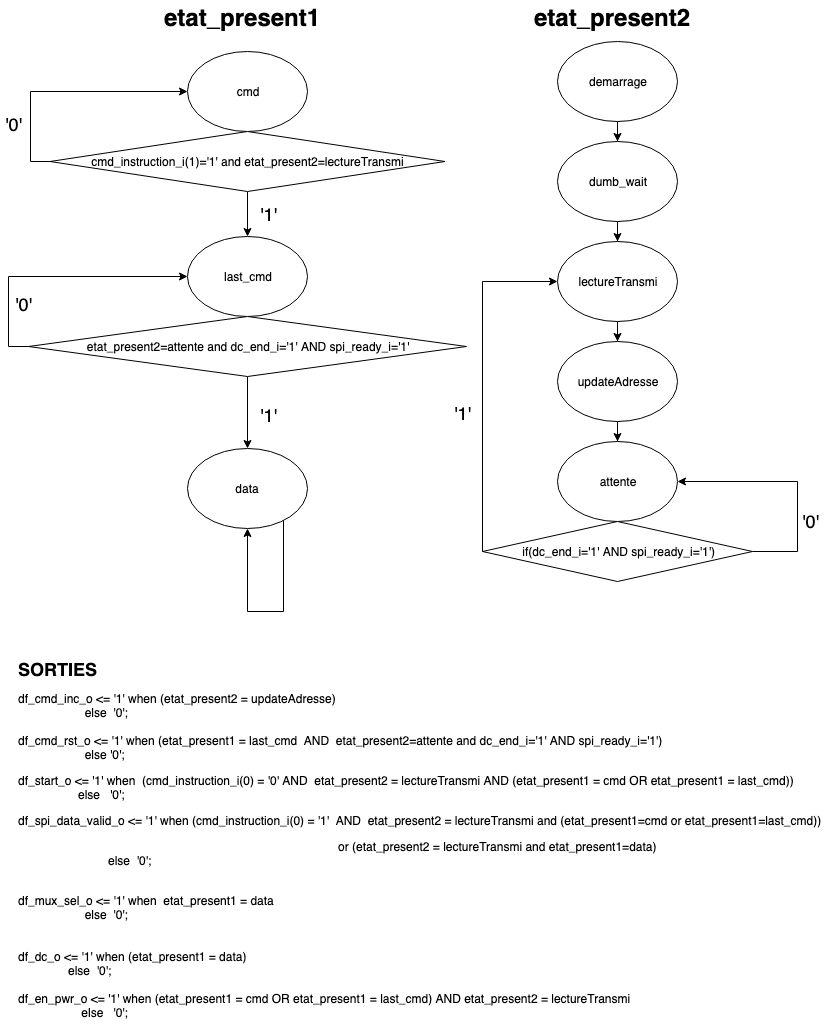 etat_present1
etat_present2
cmd
'0'
cmd_instruction_i(1)='1' and etat_present2=lectureTransmi
'1'
last_cmd
'0'
etat_present2=attente and dc_end_i='1' AND spi_ready_i='1'
'1'
data
demarrage
dumb_wait
lectureTransmi
updateAdresse
'1'
attente
'0'
if(dc_end_i='1' AND spi_ready_i='1')
SORTIES
df_cmd_inc_o <= '1' when (etat_present2 = updateAdresse)
else '0';
df_cmd_rst_o <= '1' when (etat_present1 = last_cmd AND etat_present2=attente and dc_end_i='1' AND spi_ready_i='1')
else '0';
df_start_o <= '1' when (cmd_instruction_i(0) = '0' AND etat_present2 = lectureTransmi AND (etat_present1 = cmd OR etat_present1 = last_cmd))
else '0';
df_spi_data_valid_o <= '1' when (cmd_instruction_i(0) = '1' AND etat_present2 = lectureTransmi and (etat_present1=cmd or etat_present1=last_cmd))
or (etat_present2 = lectureTransmi and etat_present1=data)
else '0';
df_mux_sel_o <= '1' when etat_present1 = data
else '0';
df_dc_o <= '1' when (etat_present1 = data)
else '0';
df_en_pwr_o <= '1' when (etat_present1 = cmd OR etat_present1 = last_cmd) AND etat_present2 = lectureTransmi
else '0';